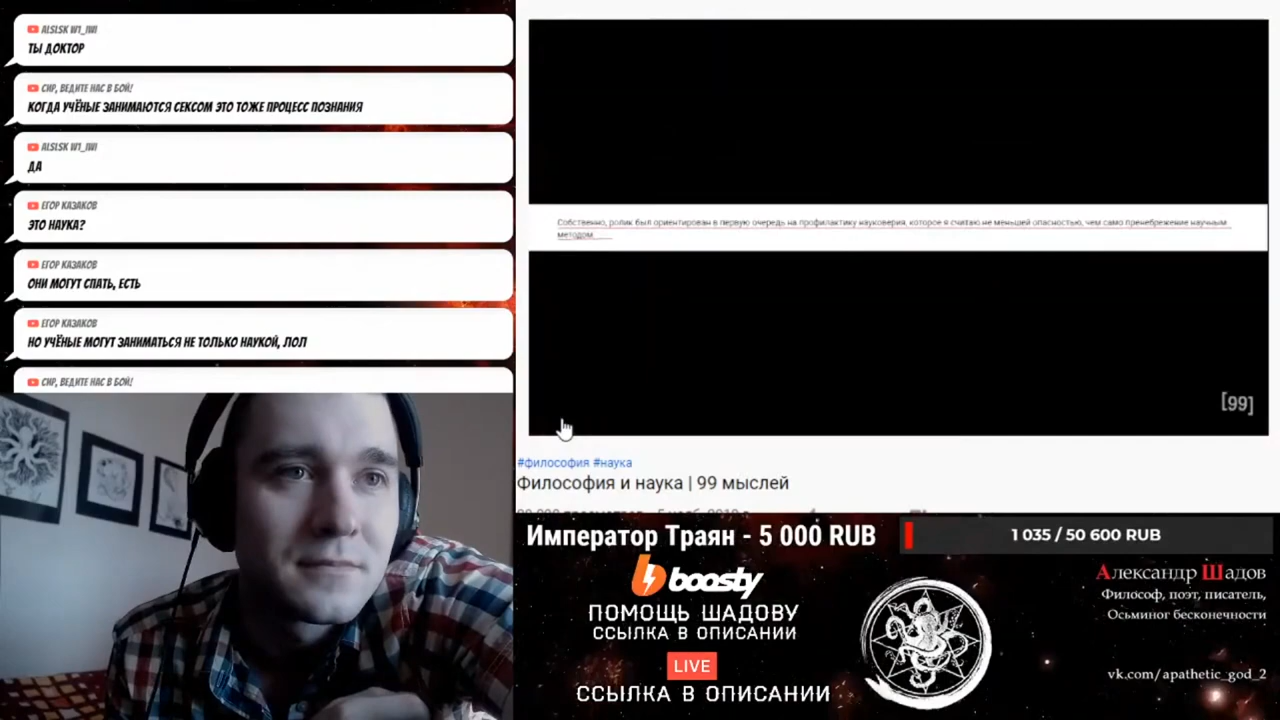 ALSLSK W1_IWI
ТЫ ДОКТОР
СИР, ВЕДИТЕ НАС В БОЙ!
КОГДА УЧЁНЫЕ ЗАНИМАЮТСЯ СЕКСОМ ЭТО ТОЖЕ ПРОЦЕСС ПОЗНАНИЯ
ALSLSK W1_IWI
ДА
ЕГОР КАЗАКОВ
ЭТО НАУКА?
ЕГОР КАЗАКОВ
ОНИ МОГУТ СПАТЬ, ЕСТЬ
ЕГОР КАЗАКОВ
НО УЧЁНЫЕ МОГУТ ЗАНИМАТЬСЯ НЕ ТОЛЬКО НАУКОЙ, ЛОЛ
СИР, ВЕДИТЕ НАС В БОЙ!
Собственно, ролик был ориентирован в первую очередь на профилактику науковерия, которое я считаю не меньшей опасностью, чем само пренебрежение научным
методом.
[99]
#философия #наука
Философия и наука | 99 мыслей
Император Траян - 5 000 RUB
1 035 / 50 600 RUB
boosty
ПОМОЩЬ ШАДОВУ
ССЫЛКА В ОПИСАНИИ
LIVE
ССЫЛКА В ОПИСАНИИ
Александр Шадов
Философ, поэт, писатель,
Осьминог бесконечности
vk.com/apathetic_god_2